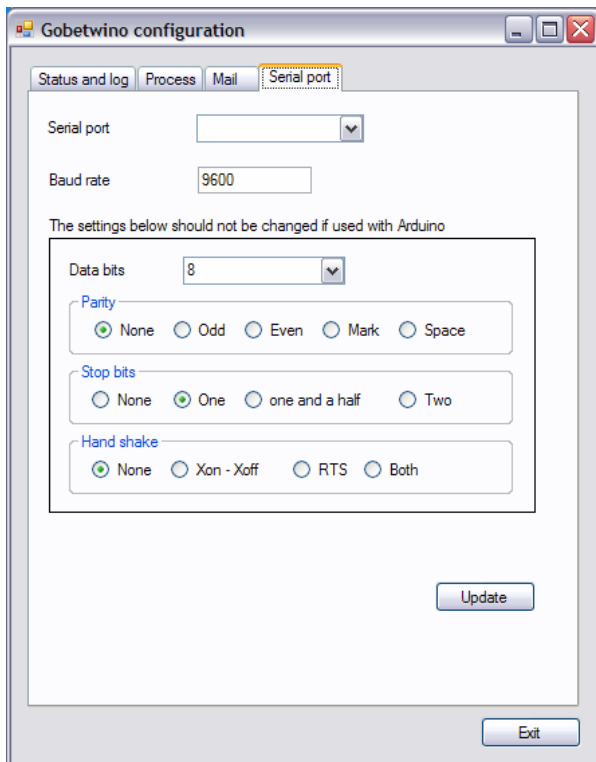 Gobetwino configuration
Status and log Process Mail Serial port
Serial port
Baud rate 9600
The settings below should not be changed if used with Arduino
Data bits 8
Parity
None Odd Even Mark Space
Stop bits
None One one and a half Two
Hand shake
None Xon - Xoff RTS Both
Update
Exit